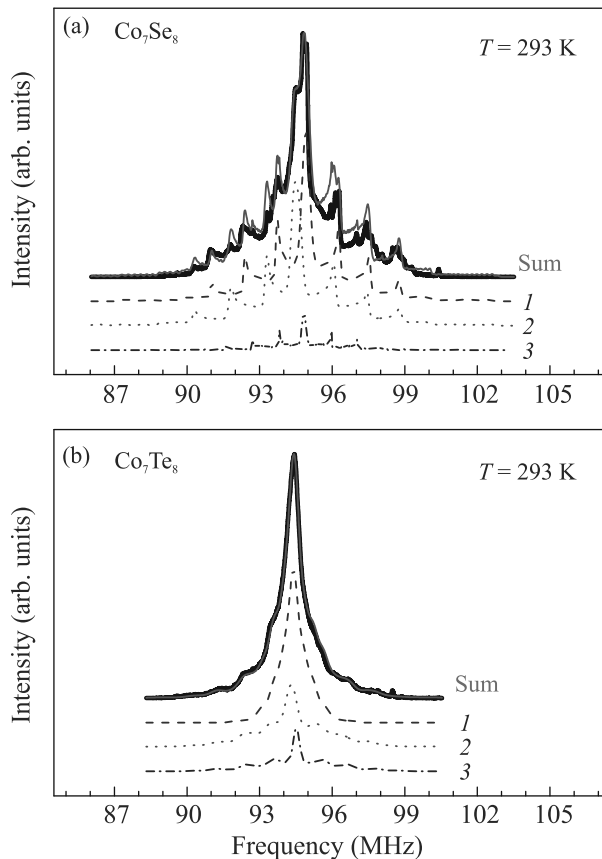 (a) Co₇Se₈ T = 293 K
Intensity (arb. units)
Sum
1
2
3
87 90 93 96 99 102 105
(b) Co₇Te₈ T = 293 K
Intensity (arb. units)
Sum
1
2
3
87 90 93 96 99 102 105
Frequency (MHz)